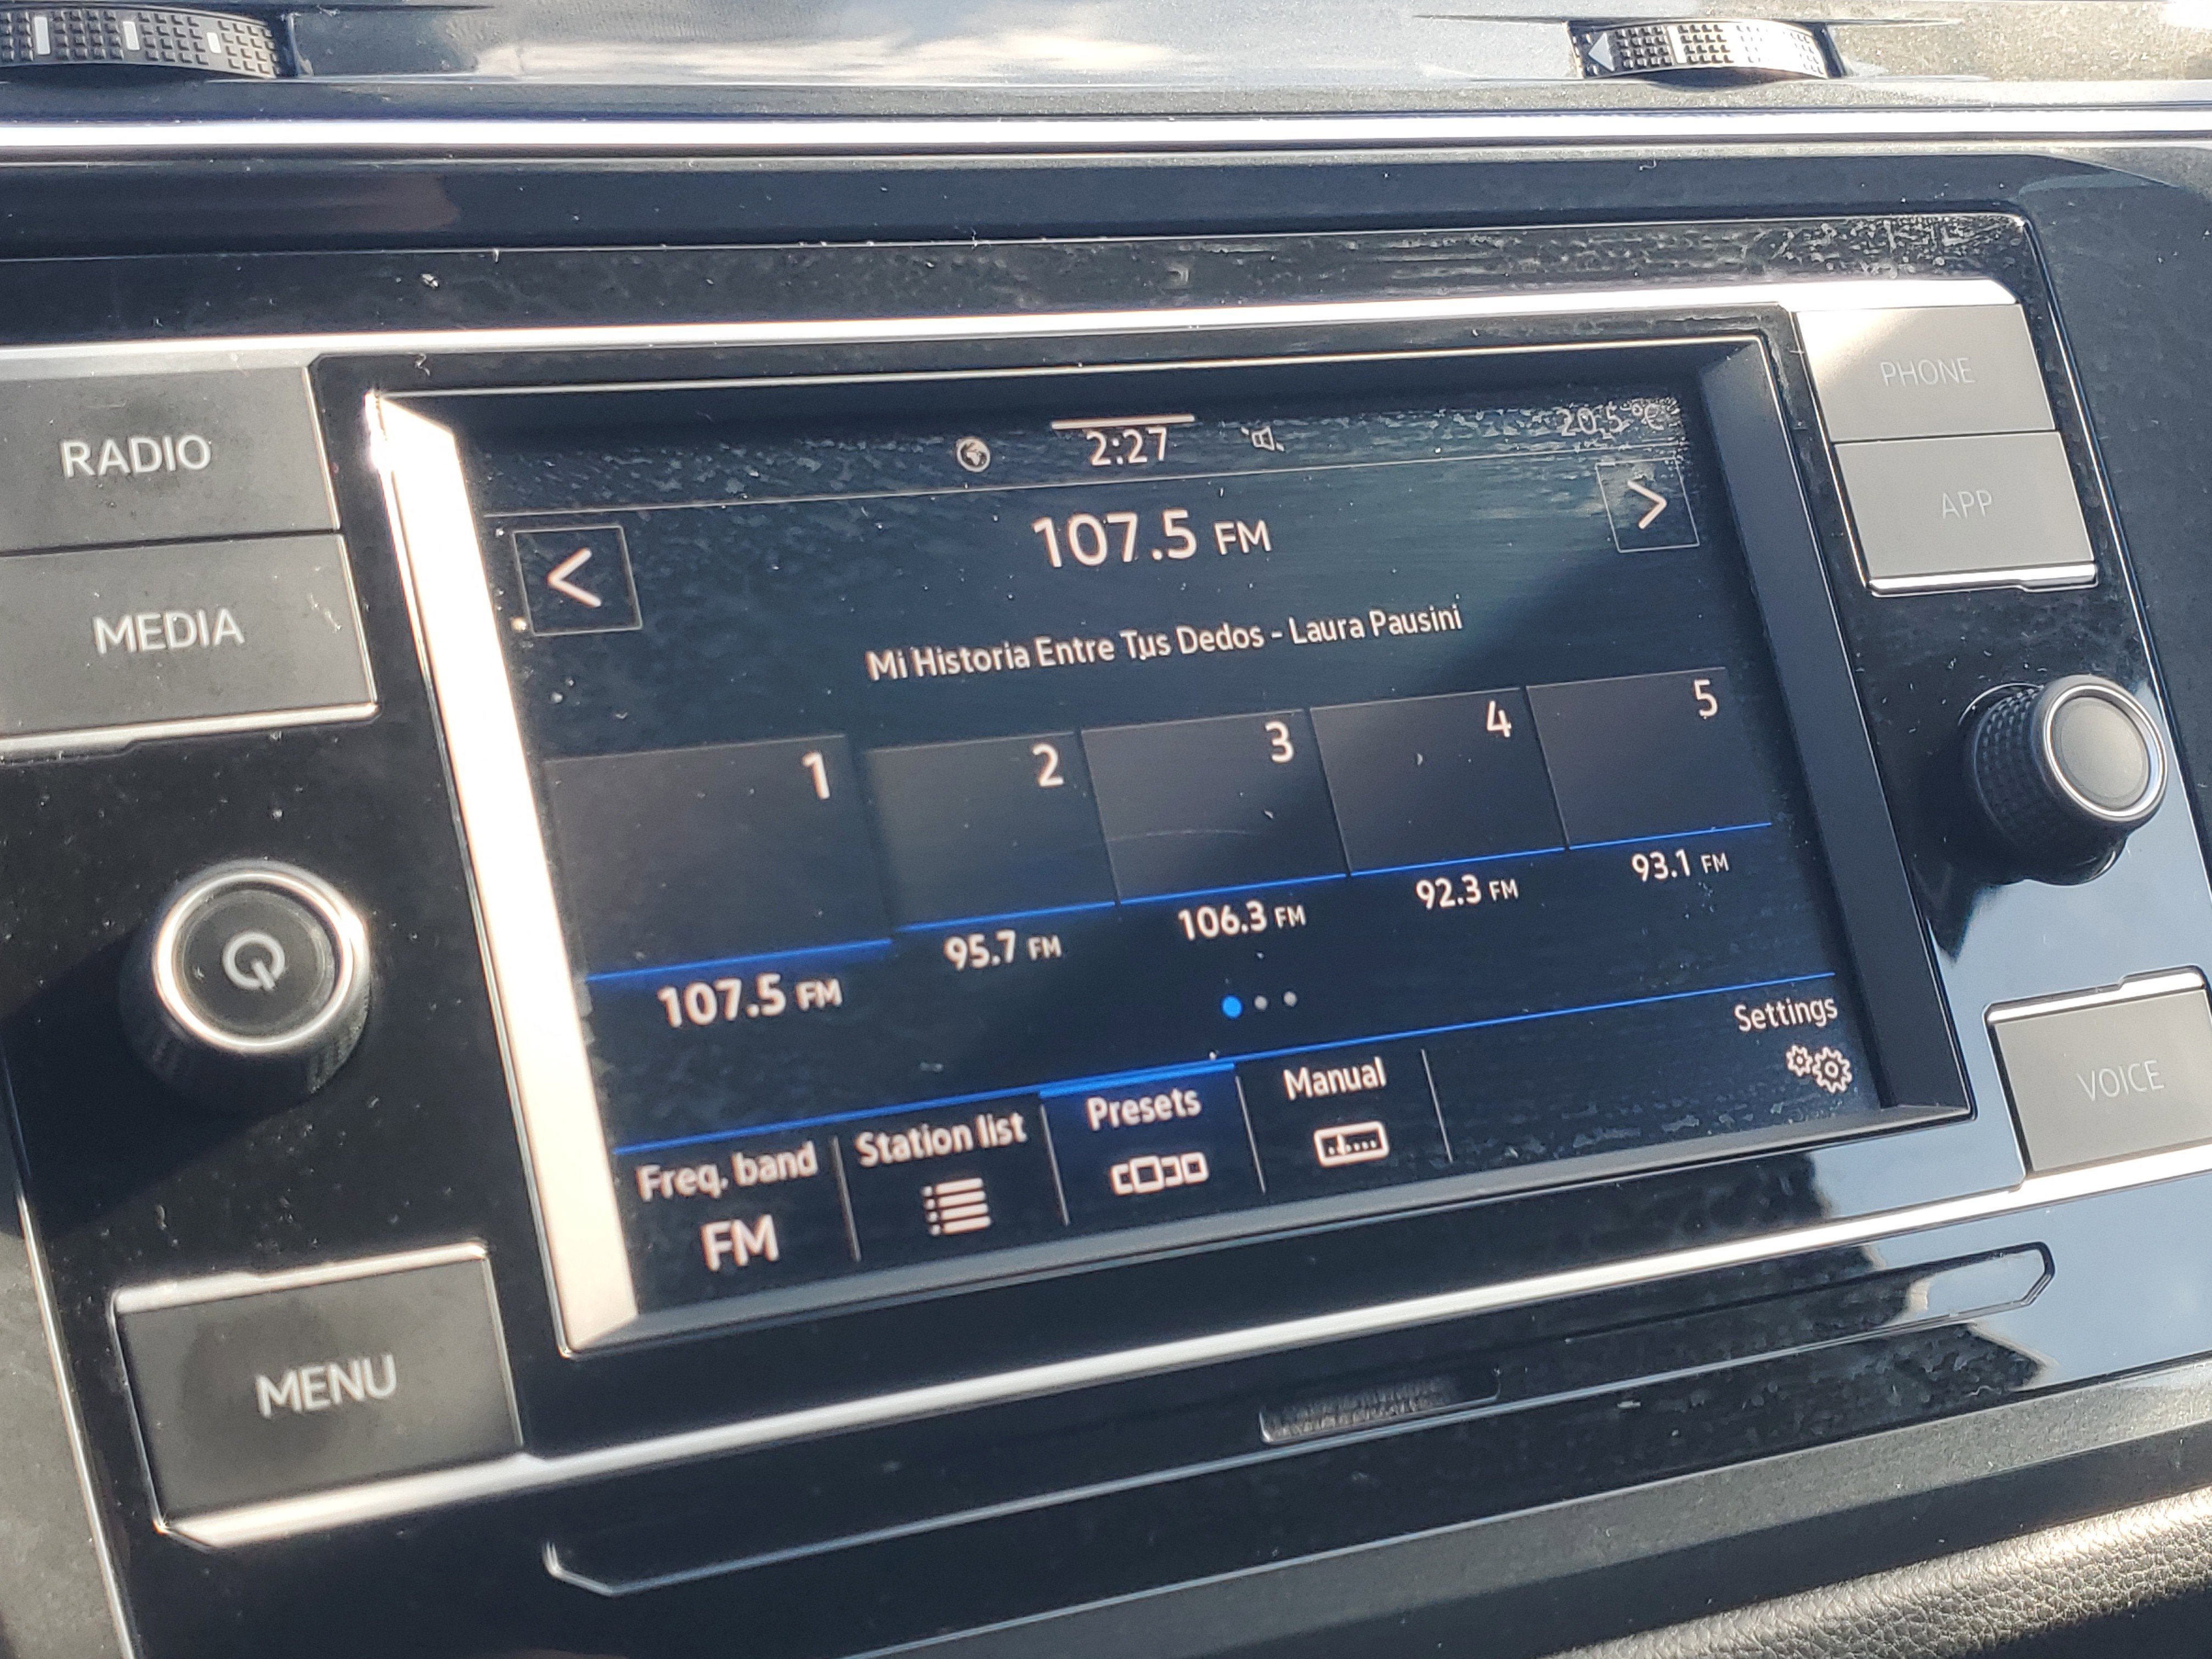 RADIO
MEDIA
MENU
PHONE
APP
VOICE
2:27
20.5 °C
107.5 FM
Mi Historia Entre Tus Dedos - Laura Pausini
1
2
3
4
5
107.5 FM
95.7 FM
106.3 FM
92.3 FM
93.1 FM
Freq. band
FM
Station list
Presets
Manual
Settings